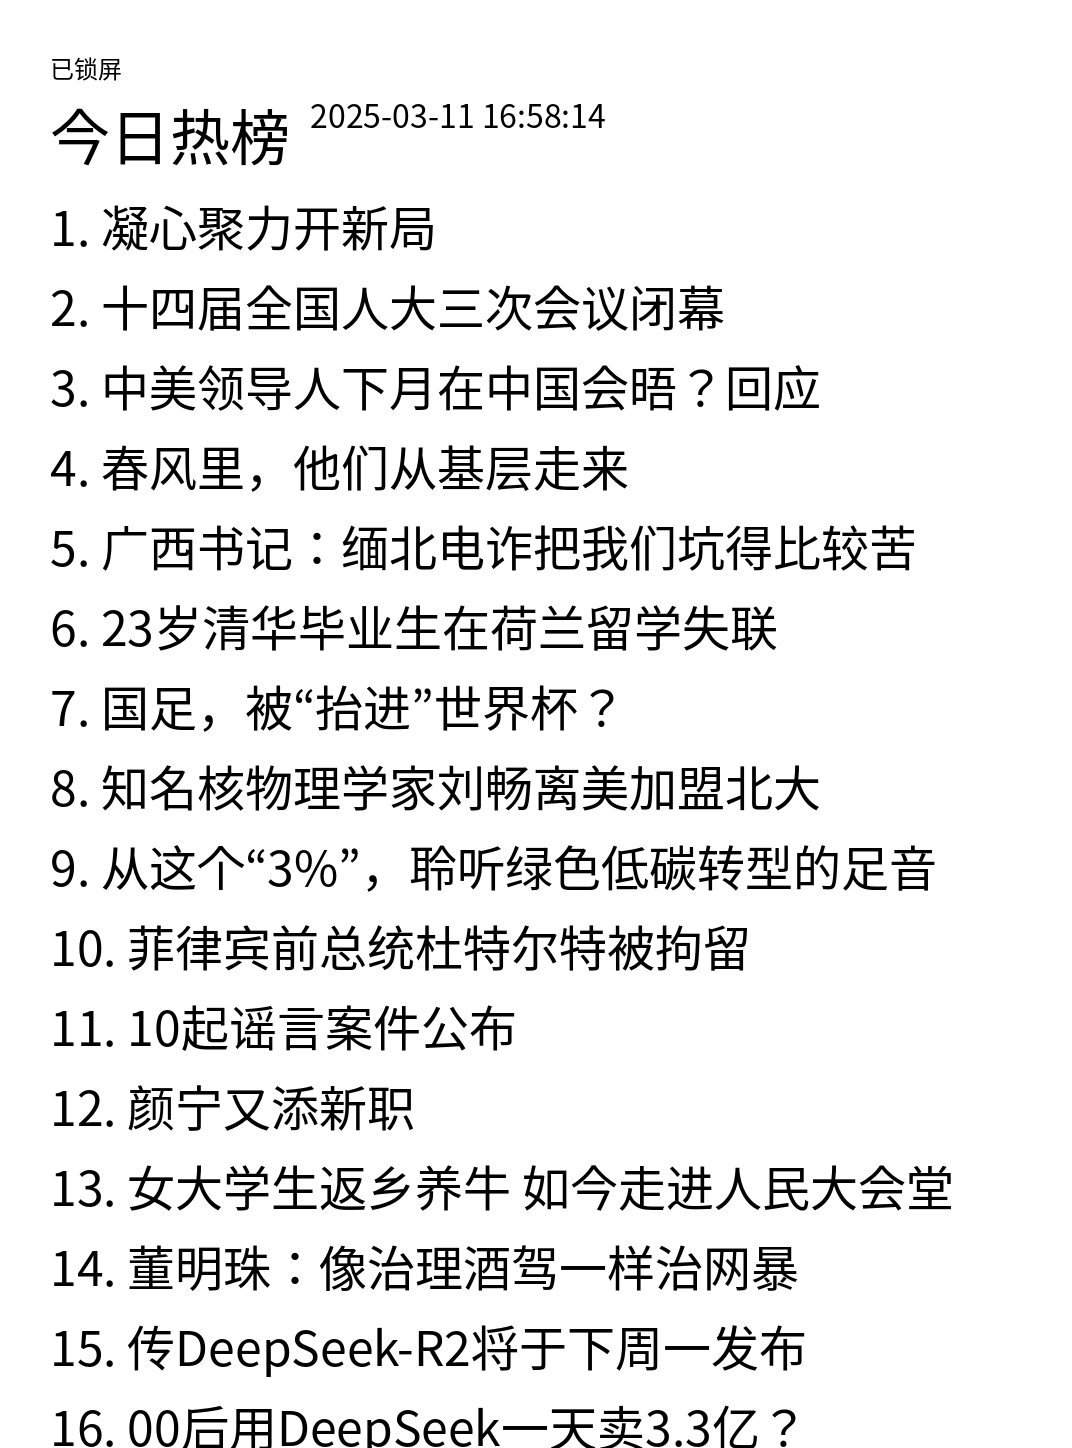 已锁屏
今日热榜 2025-03-11 16:58:14
1. 凝心聚力开新局
2. 十四届全国人大三次会议闭幕
3. 中美领导人下月在中国会晤？回应
4. 春风里，他们从基层走来
5. 广西书记：缅北电诈把我们坑得比较苦
6. 23岁清华毕业生在荷兰留学失联
7. 国足，被“抬进”世界杯？
8. 知名核物理学家刘畅离美加盟北大
9. 从这个“3%”，聆听绿色低碳转型的足音
10. 菲律宾前总统杜特尔特被拘留
11. 10起谣言案件公布
12. 颜宁又添新职
13. 女大学生返乡养牛 如今走进人民大会堂
14. 董明珠：像治理酒驾一样治网暴
15. 传DeepSeek-R2将于下周一发布
16. 00后用DeepSeek一天卖3.3亿？